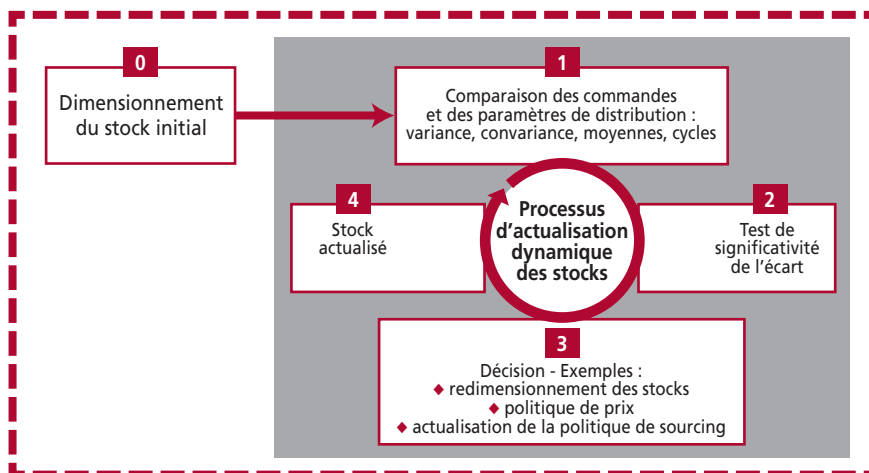 0
Dimensionnement
du stock initial
1
Comparaison des commandes
et des paramètres de distribution :
variance, convariance, moyennes, cycles
2
Test de
significativité
de l'écart
3
Décision - Exemples :
◆ redimensionnement des stocks
◆ politique de prix
◆ actualisation de la politique de sourcing
4
Stock
actualisé
Processus
d'actualisation
dynamique
des stocks